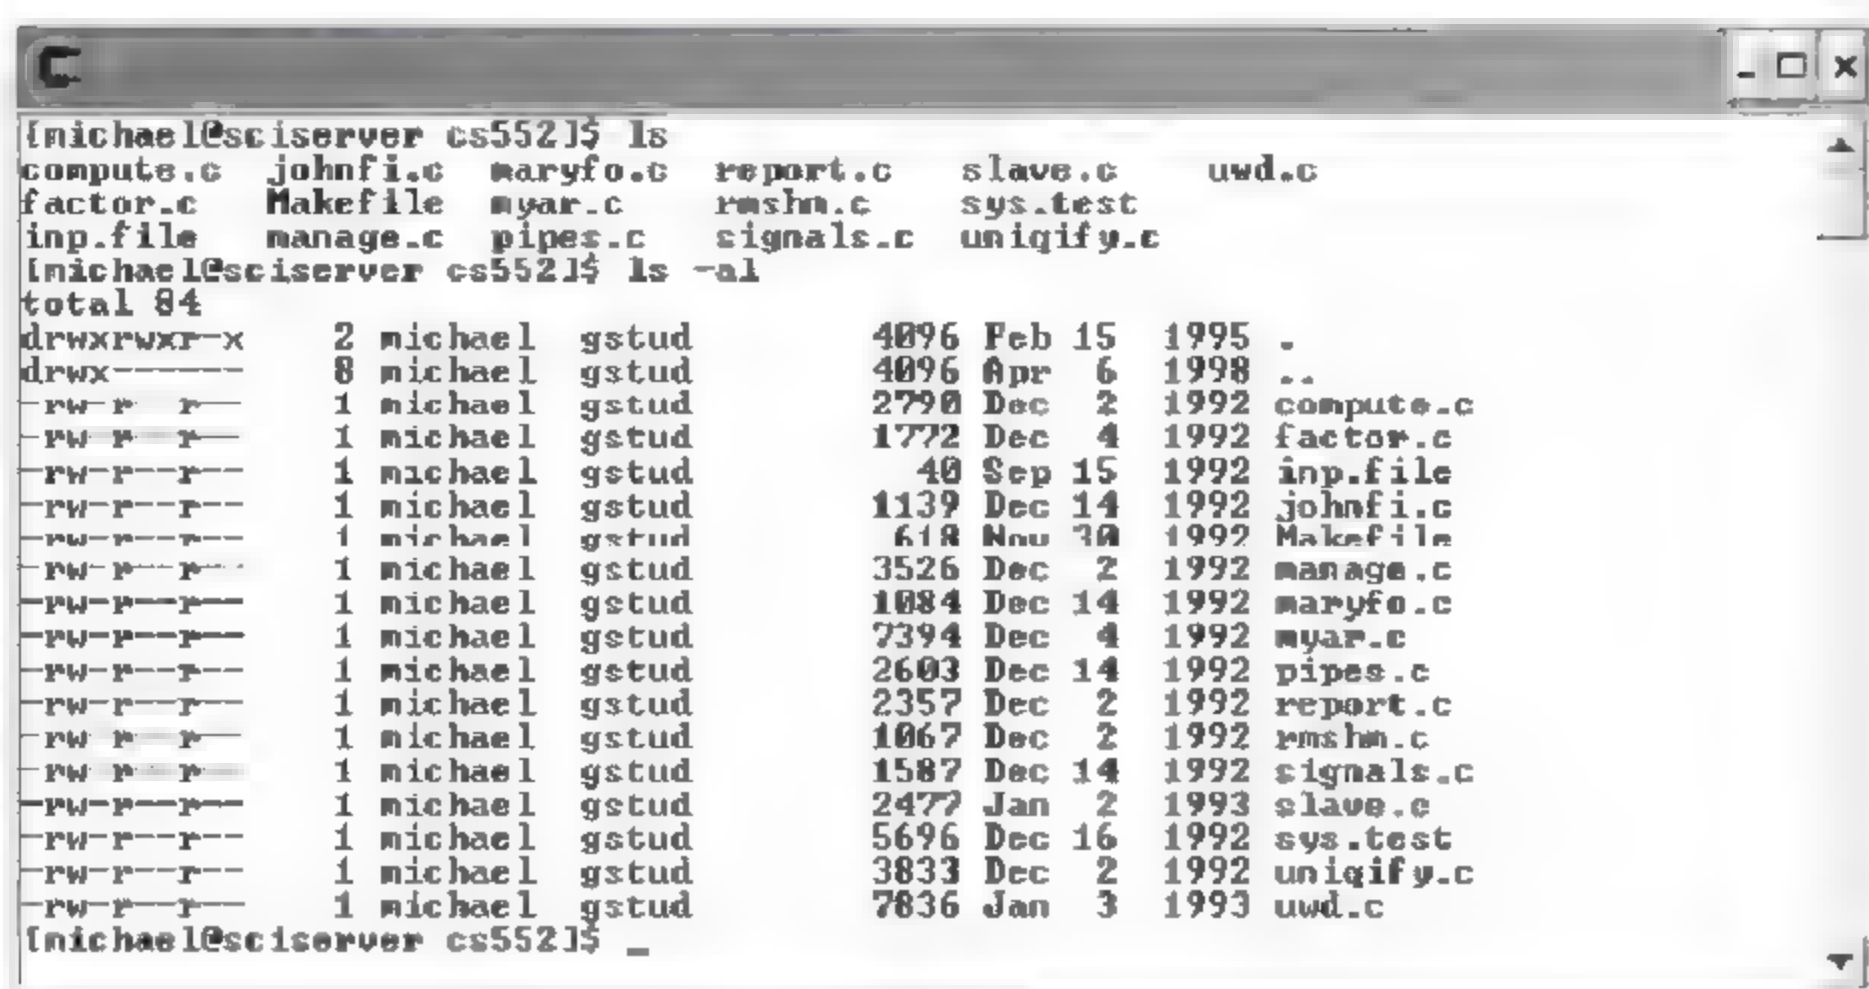 [michael@sciserver cs552]$ ls
compute.c  johnfi.c  maryfo.c  report.c   slave.c    uwd.c
factor.c   Makefile  myar.c    rmshm.c    sys.test
inp.file   manage.c  pipes.c   signals.c  uniqify.c
[michael@sciserver cs552]$ ls -al
total 84
drwxrwxr-x    2 michael  gstud        4096 Feb 15  1995 .
drwx------    8 michael  gstud        4096 Apr  6  1998 ..
-rw-r--r--    1 michael  gstud        2790 Dec  2  1992 compute.c
-rw-r--r--    1 michael  gstud        1772 Dec  4  1992 factor.c
-rw-r--r--    1 michael  gstud          40 Sep 15  1992 inp.file
-rw-r--r--    1 michael  gstud        1139 Dec 14  1992 johnfi.c
-rw-r--r--    1 michael  gstud         618 Nov 30  1992 Makefile
-rw-r--r--    1 michael  gstud        3526 Dec  2  1992 manage.c
-rw-r--r--    1 michael  gstud        1084 Dec 14  1992 maryfo.c
-rw-r--r--    1 michael  gstud        7394 Dec  4  1992 myar.c
-rw-r--r--    1 michael  gstud        2603 Dec 14  1992 pipes.c
-rw-r--r--    1 michael  gstud        2357 Dec  2  1992 report.c
-rw-r--r--    1 michael  gstud        1067 Dec  2  1992 rmshm.c
-rw-r--r--    1 michael  gstud        1587 Dec 14  1992 signals.c
-rw-r--r--    1 michael  gstud        2477 Jan  2  1993 slave.c
-rw-r--r--    1 michael  gstud        5696 Dec 16  1992 sys.test
-rw-r--r--    1 michael  gstud        3833 Dec  2  1992 uniqify.c
-rw-r--r--    1 michael  gstud        7836 Jan  3  1993 uwd.c
[michael@sciserver cs552]$ _